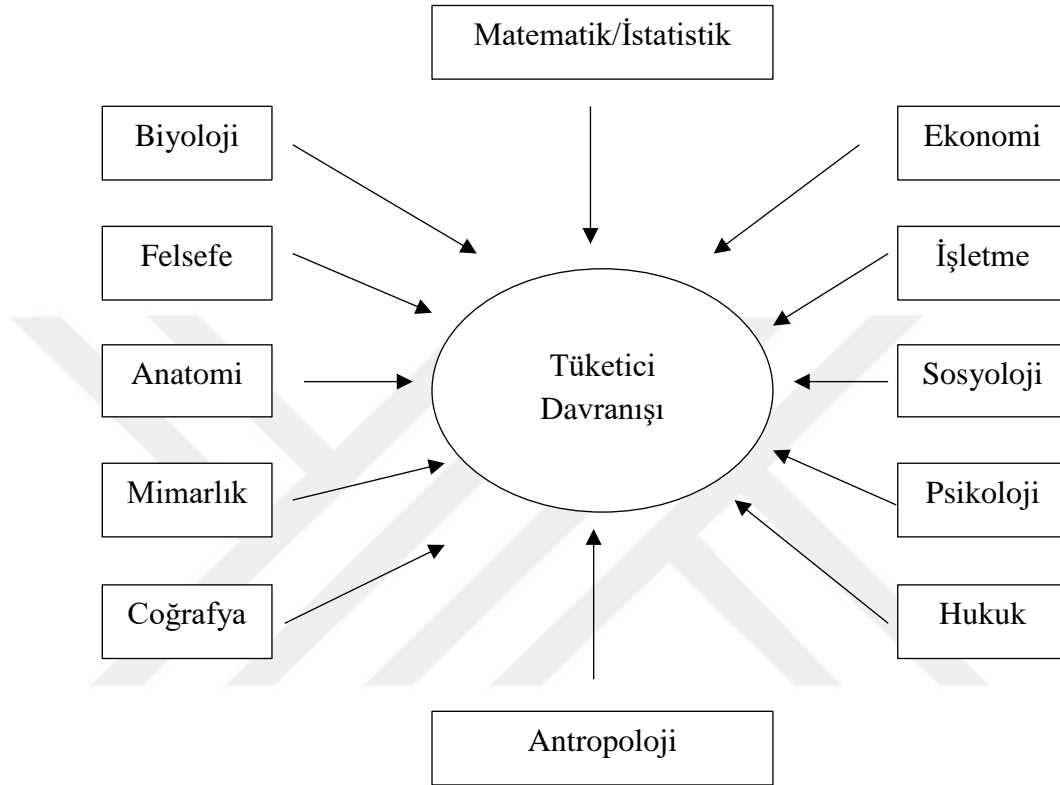 Matematik/İstatistik
Biyoloji
Ekonomi
Felsefe
İşletme
Tüketici
Davranışı
Anatomi
Sosyoloji
Mimarlık
Psikoloji
Coğrafya
Hukuk
Antropoloji